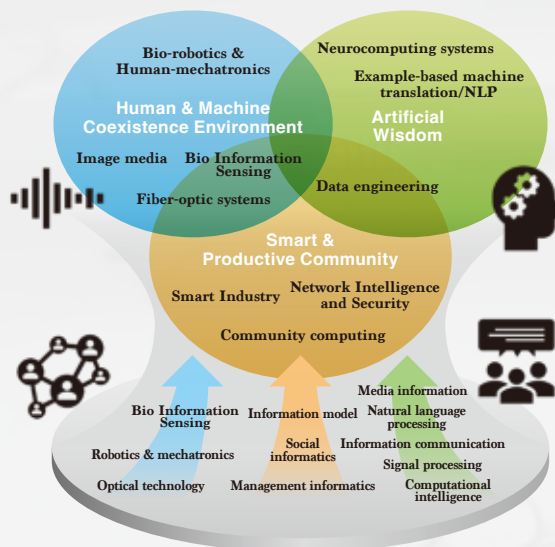 Bio-robotics &
Human-mechatronics
Neurocomputing systems
Example-based machine
translation/NLP
Human & Machine
Coexistence Environment
Artificial
Wisdom
Image media
Bio Information
Sensing
Fiber-optic systems
Data engineering
Smart &
Productive Community
Smart Industry
Network Intelligence
and Security
Community computing
Bio Information
Sensing
Robotics & mechatronics
Optical technology
Information model
Social
informatics
Management informatics
Media information
Natural language
processing
Information communication
Signal processing
Computational
intelligence